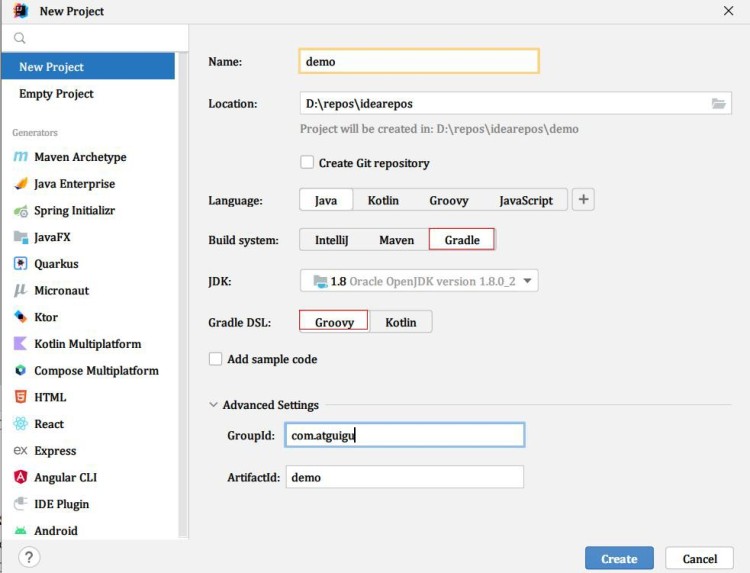 New Project
New Project
Empty Project
Generators
Maven Archetype
Java Enterprise
Spring Initializr
JavaFX
Quarkus
Micronaut
Ktor
Kotlin Multiplatform
Compose Multiplatform
HTML
React
Express
Angular CLI
IDE Plugin
Android
Name: demo
Location: D:\repos\idearepos
Project will be created in: D:\repos\idearepos\demo
Create Git repository
Language: Java Kotlin Groovy JavaScript +
Build system: IntelliJ Maven Gradle
JDK: 1.8 Oracle OpenJDK version 1.8.0_2
Gradle DSL: Groovy Kotlin
Add sample code
Advanced Settings
GroupId: com.atguigu
ArtifactId: demo
? Create Cancel